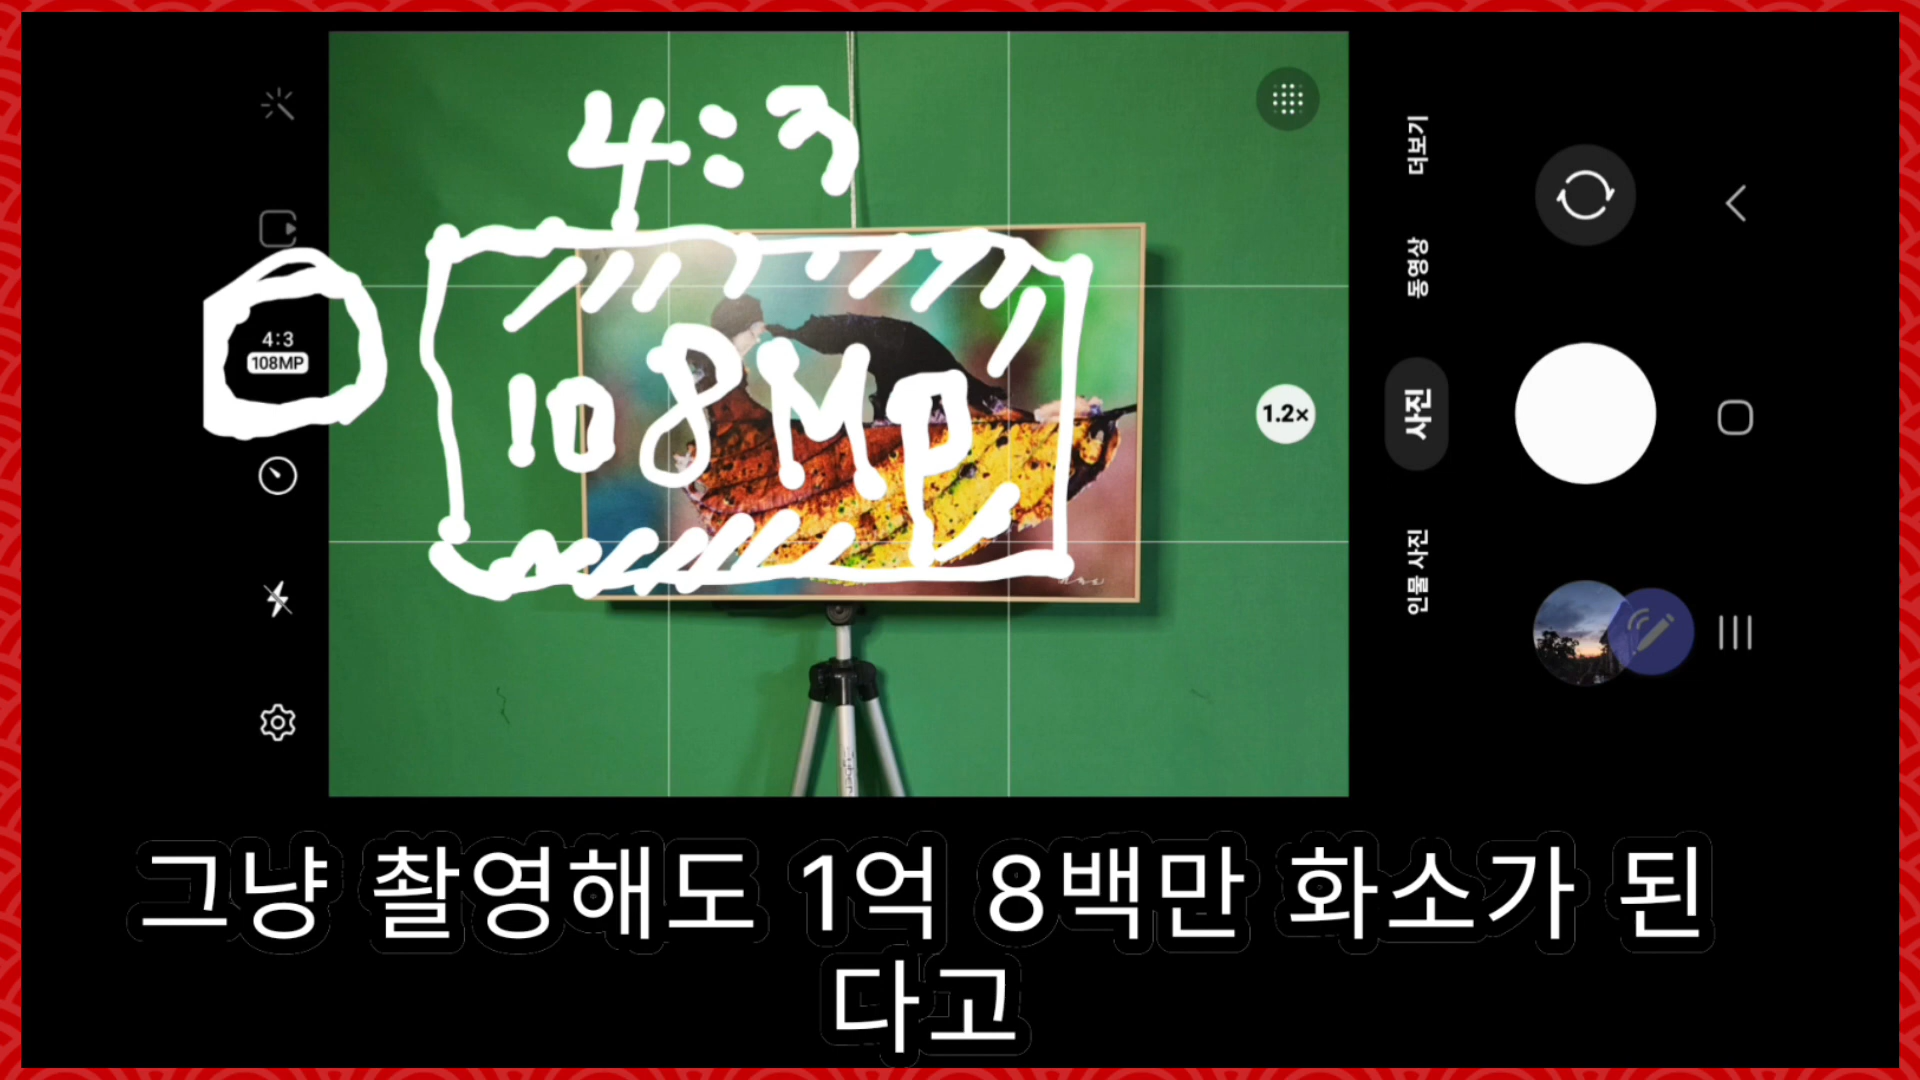 4:3
4:3
108MP
108Mp
1.2×
더보기
동영상
사진
인물 사진
그냥 촬영해도 1억 8백만 화소가 된
다고